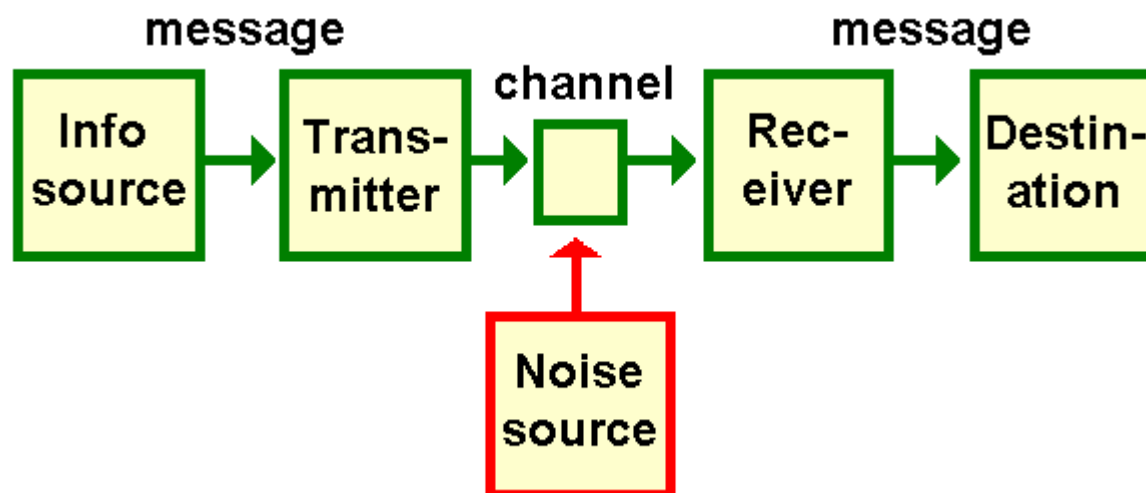 message
message
channel
Info
source
Trans-
mitter
Rec-
eiver
Destin-
ation
Noise
source